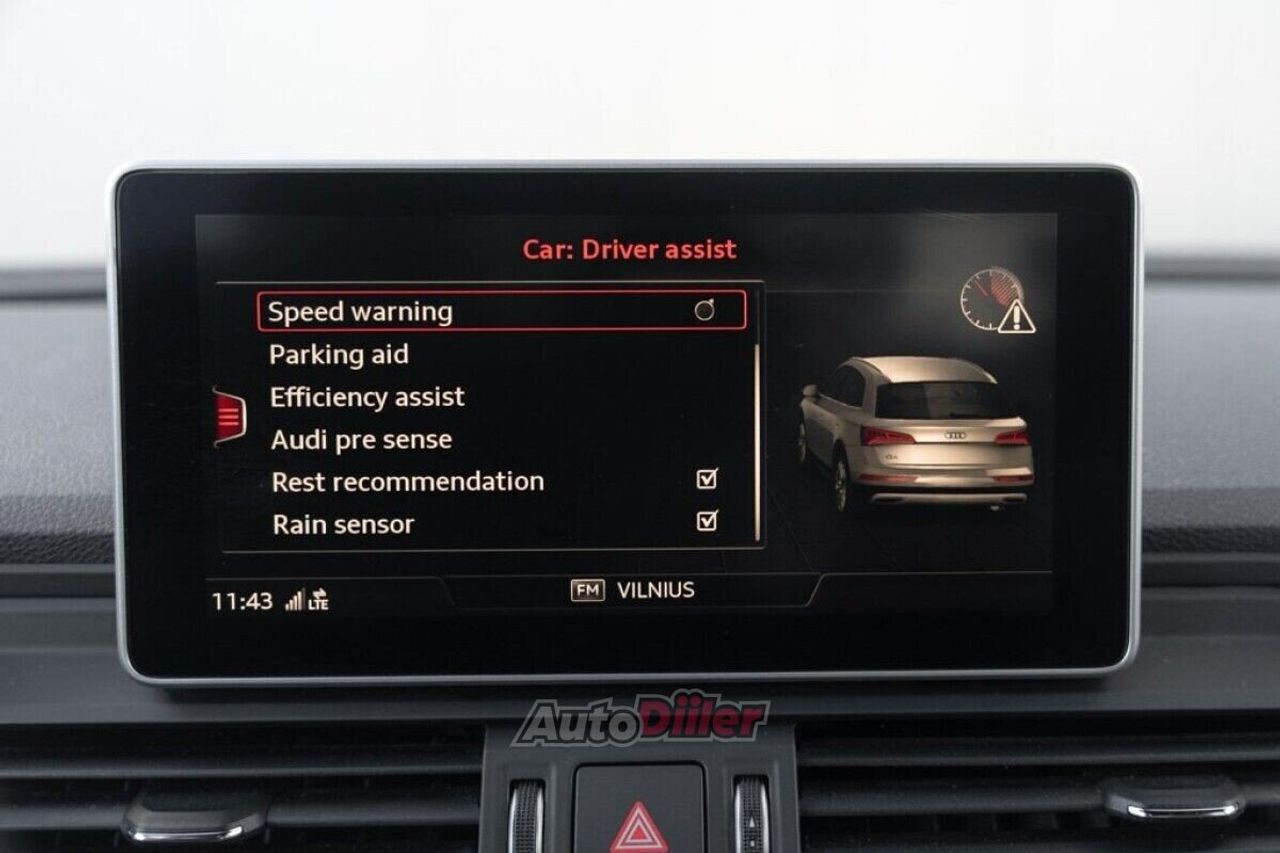 Car: Driver assist
Speed warning
Parking aid
Efficiency assist
Audi pre sense
Rest recommendation
Rain sensor
11:43 LTE
FM VILNIUS
AutoDiiler